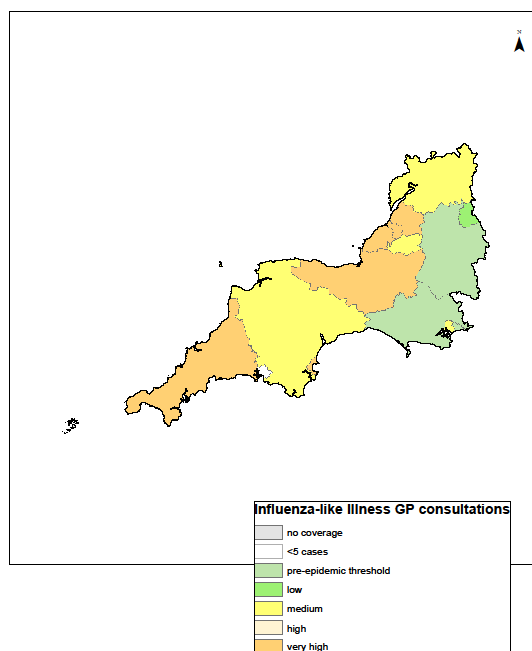 N
Influenza-like Illness GP consultations
no coverage
<5 cases
pre-epidemic threshold
low
medium
high
very high